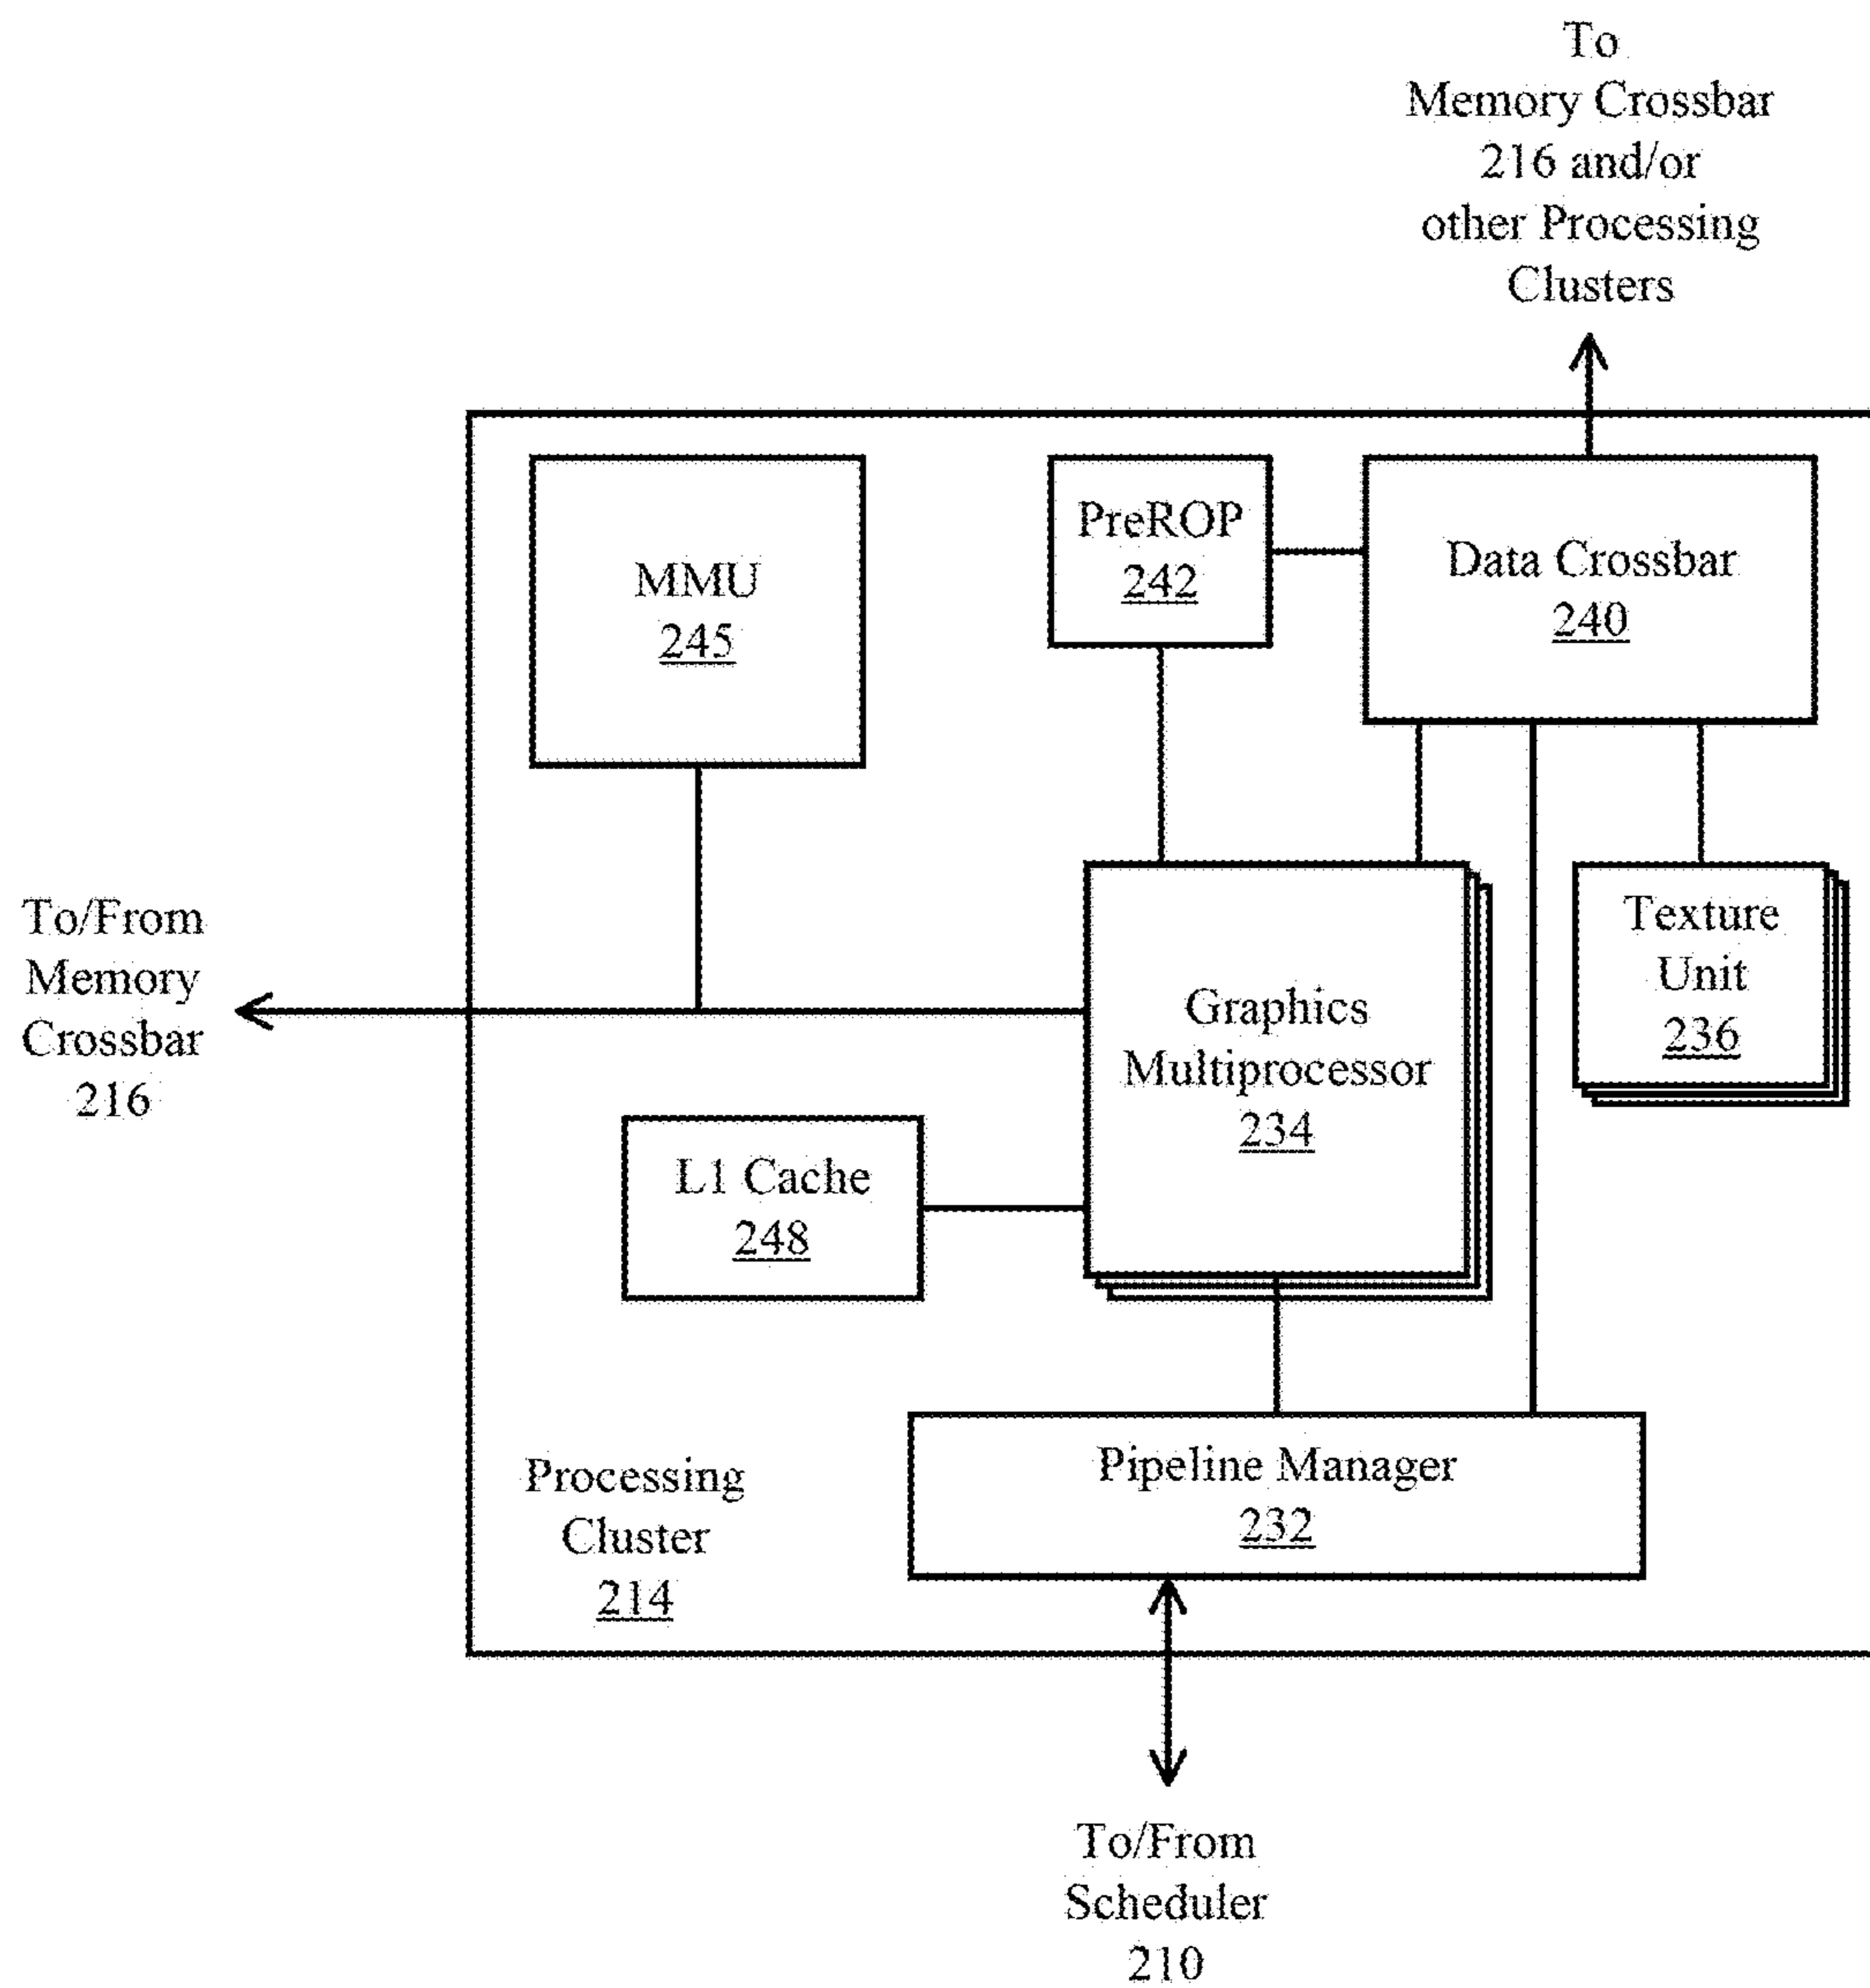 To
Memory Crossbar
216 and/or
other Processing
Clusters
MMU
245
PreROP
242
Data Crossbar
240
To/From
Memory
Crossbar
216
Graphics
Multiprocessor
234
Texture
Unit
236
L1 Cache
248
Processing
Cluster
214
Pipeline Manager
232
To/From
Scheduler
210